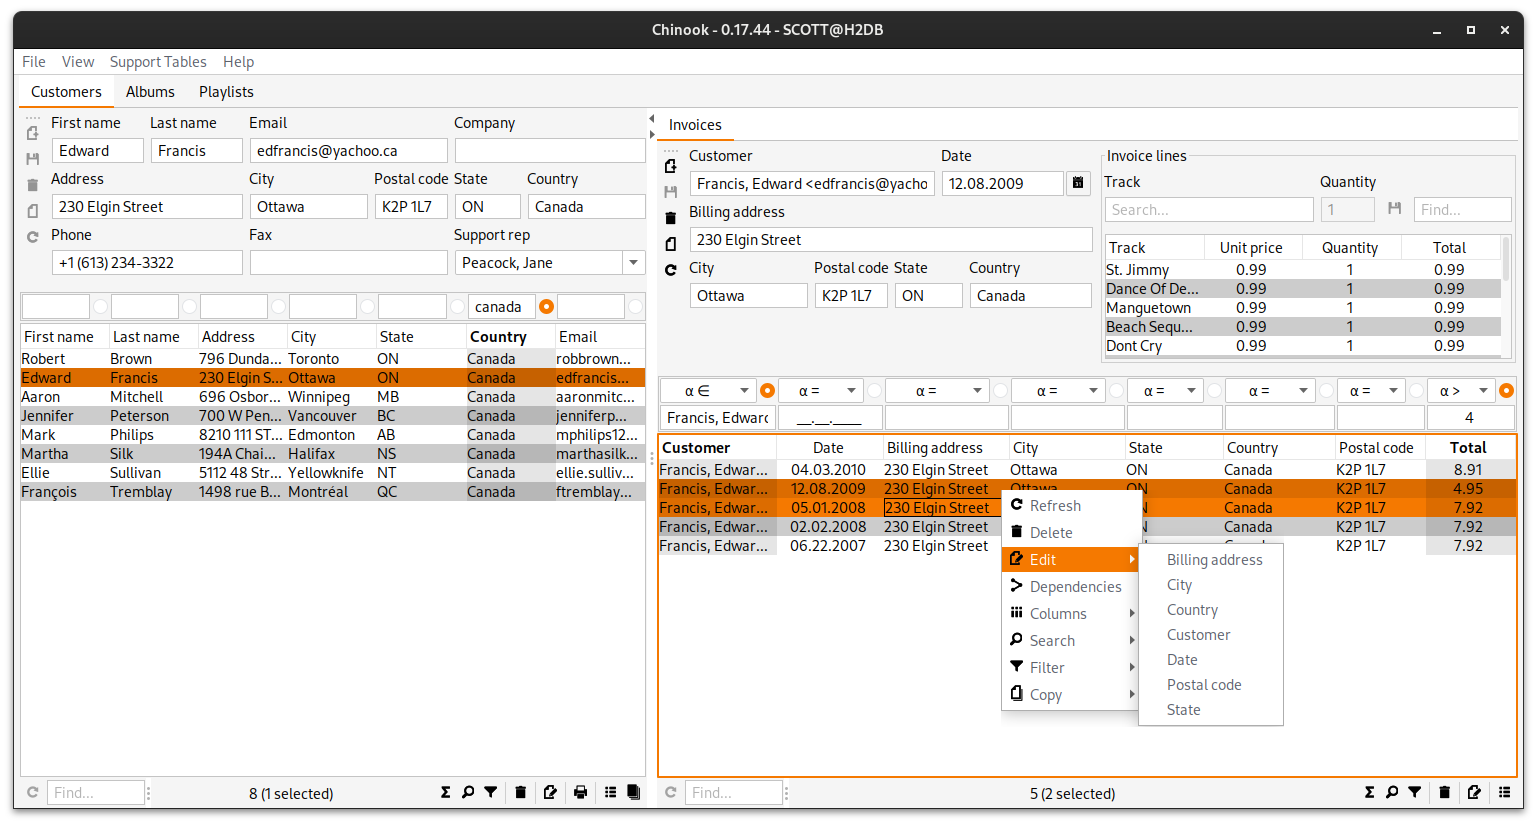 Chinook - 0.17.44 - SCOTT@H2DB
File View Support Tables Help
Customers Albums Playlists
First name Last name Email Company
Edward Francis edfrancis@yachoo.ca
Address City Postal code State Country
230 Elgin Street Ottawa K2P 1L7 ON Canada
Phone Fax Support rep
+1 (613) 234-3322 Peacock, Jane
canada
First name Last name Address City State Country Email
Robert Brown 796 Dunda... Toronto ON Canada robbrown...
Edward Francis 230 Elgin S... Ottawa ON Canada edfrancis...
Aaron Mitchell 696 Osbor... Winnipeg MB Canada aaronmitc...
Jennifer Peterson 700 W Pen... Vancouver BC Canada jenniferp...
Mark Philips 8210 111 ST... Edmonton AB Canada mphilips12...
Martha Silk 194A Chai... Halifax NS Canada marthasilk...
Ellie Sullivan 5112 48 Str... Yellowknife NT Canada ellie.sulliv...
François Tremblay 1498 rue B... Montréal QC Canada ftremblay...
Find... 8 (1 selected)
Invoices
Customer Date
Francis, Edward <edfrancis@yacho 12.08.2009
Billing address
230 Elgin Street
City Postal code State Country
Ottawa K2P 1L7 ON Canada
Invoice lines
Track Quantity
Search... 1 Find...
Track Unit price Quantity Total
St. Jimmy 0.99 1 0.99
Dance Of De... 0.99 1 0.99
Manguetown 0.99 1 0.99
Beach Sequ... 0.99 1 0.99
Dont Cry 0.99 1 0.99
α ∈ α = α = α = α = α = α = α >
Francis, Edward __.__.____ 4
Customer Date Billing address City State Country Postal code Total
Francis, Edwar... 04.03.2010 230 Elgin Street Ottawa ON Canada K2P 1L7 8.91
Francis, Edwar... 12.08.2009 230 Elgin Street Ottawa ON Canada K2P 1L7 4.95
Francis, Edwar... 05.01.2008 230 Elgin Street Canada K2P 1L7 7.92
Francis, Edwar... 02.02.2008 230 Elgin Street Canada K2P 1L7 7.92
Francis, Edwar... 06.22.2007 230 Elgin Street K2P 1L7 7.92
Refresh
Delete
Edit
Dependencies
Columns
Search
Filter
Copy
Billing address
City
Country
Customer
Date
Postal code
State
Find... 5 (2 selected)